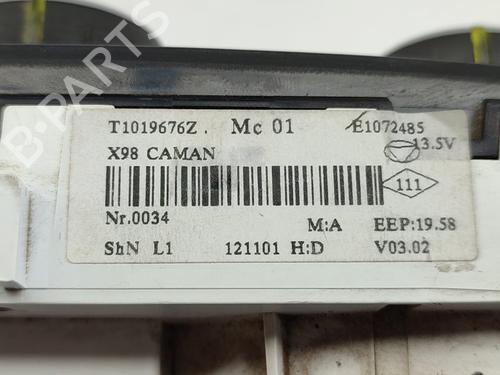 T1019676Z . Mc 01 E1072485
X98 CAMAN 13.5V
111
Nr.0034
M:A EEP:19.58
ShN L1 121101 H:D V03.02
B-PARTS